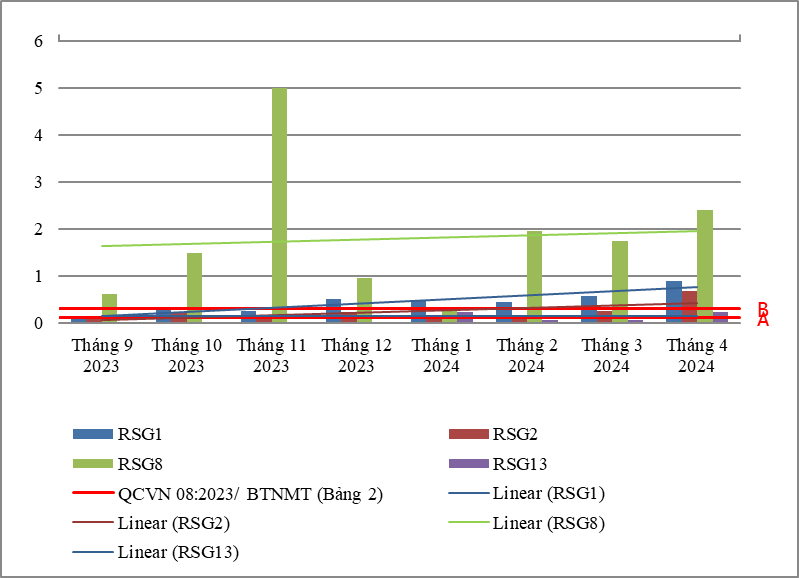 6
5
4
3
2
1
0
B
A
Tháng 9 2023
Tháng 10 2023
Tháng 11 2023
Tháng 12 2023
Tháng 1 2024
Tháng 2 2024
Tháng 3 2024
Tháng 4 2024
RSG1
RSG2
RSG8
RSG13
QCVN 08:2023/ BTNMT (Bảng 2)
Linear (RSG1)
Linear (RSG2)
Linear (RSG8)
Linear (RSG13)